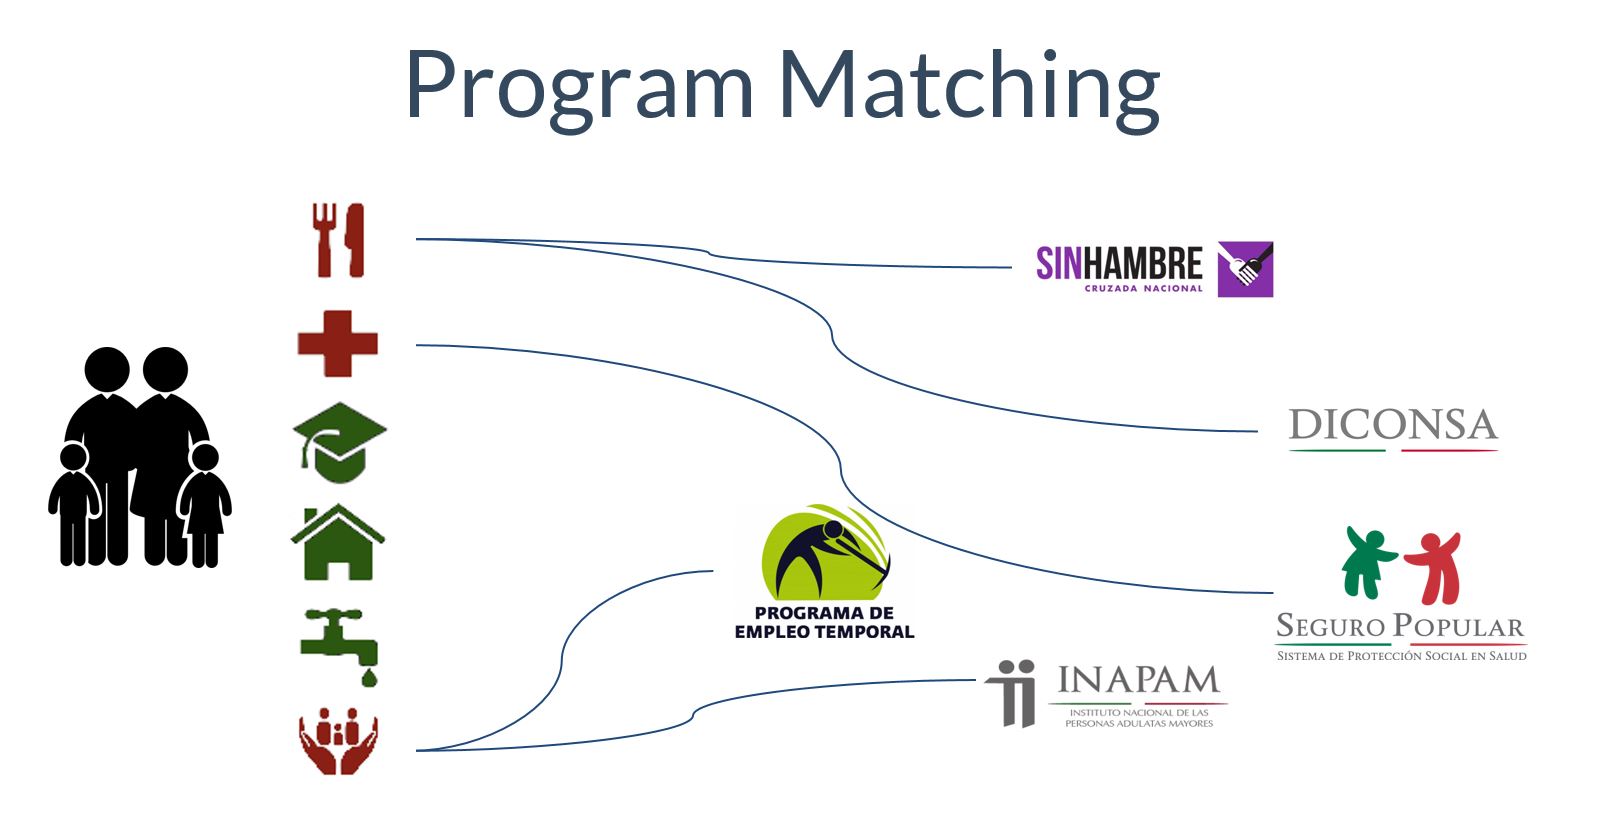 Program Matching
SINHAMBRE
CRUZADA NACIONAL
DICONSA
PROGRAMA DE
EMPLEO TEMPORAL
SEGURO POPULAR
SISTEMA DE PROTECCIÓN SOCIAL EN SALUD
INAPAM
INSTITUTO NACIONAL DE LAS
PERSONAS ADULATAS MAYORES